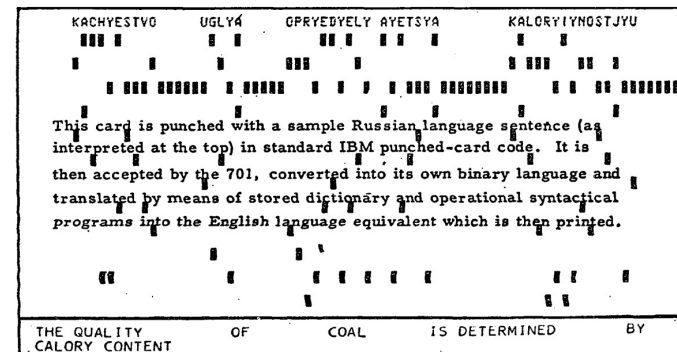 KACHYESTVO UGLYA OPRYEDYELY AYETSYA KALORYIYNOSTJYU
This card is punched with a sample Russian language sentence (as
interpreted at the top) in standard IBM punched-card code. It is
then accepted by the 701, converted into its own binary language and
translated by means of stored dictionary and operational syntactical
programs into the English language equivalent which is then printed.
THE QUALITY OF COAL IS DETERMINED BY
CALORY CONTENT